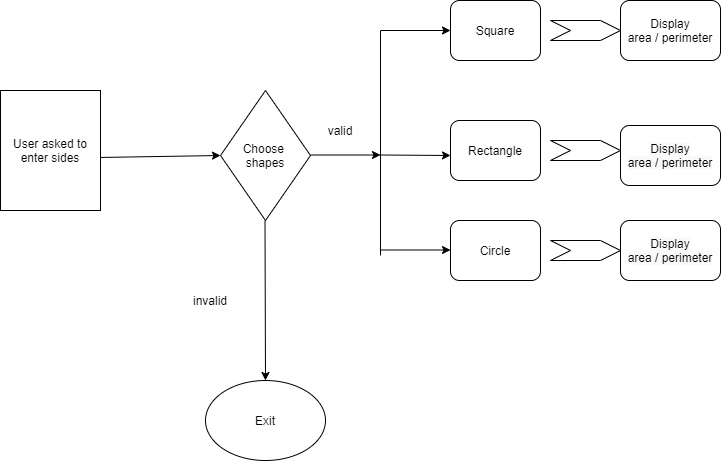 User asked to
enter sides
Choose
shapes
valid
invalid
Exit
Square
Display
area / perimeter
Rectangle
Display
area / perimeter
Circle
Display
area / perimeter